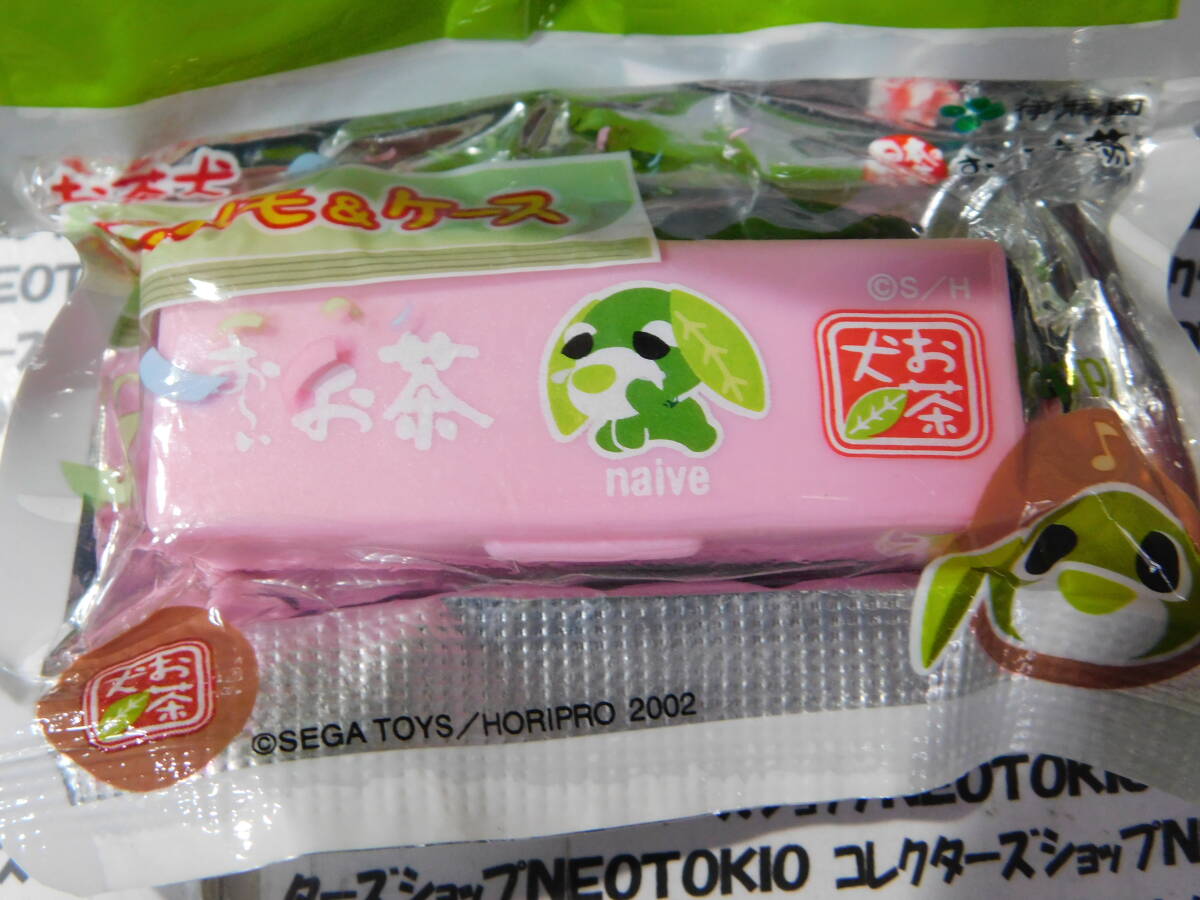 お茶犬
伊藤園
モ&ケース
©S/H
お〜い
お茶
naive
お茶
犬
お茶
犬
©SEGA TOYS/HORIPRO 2002
NEOTOKIO
ターズショップNEOTOKIO コレクターズショップN